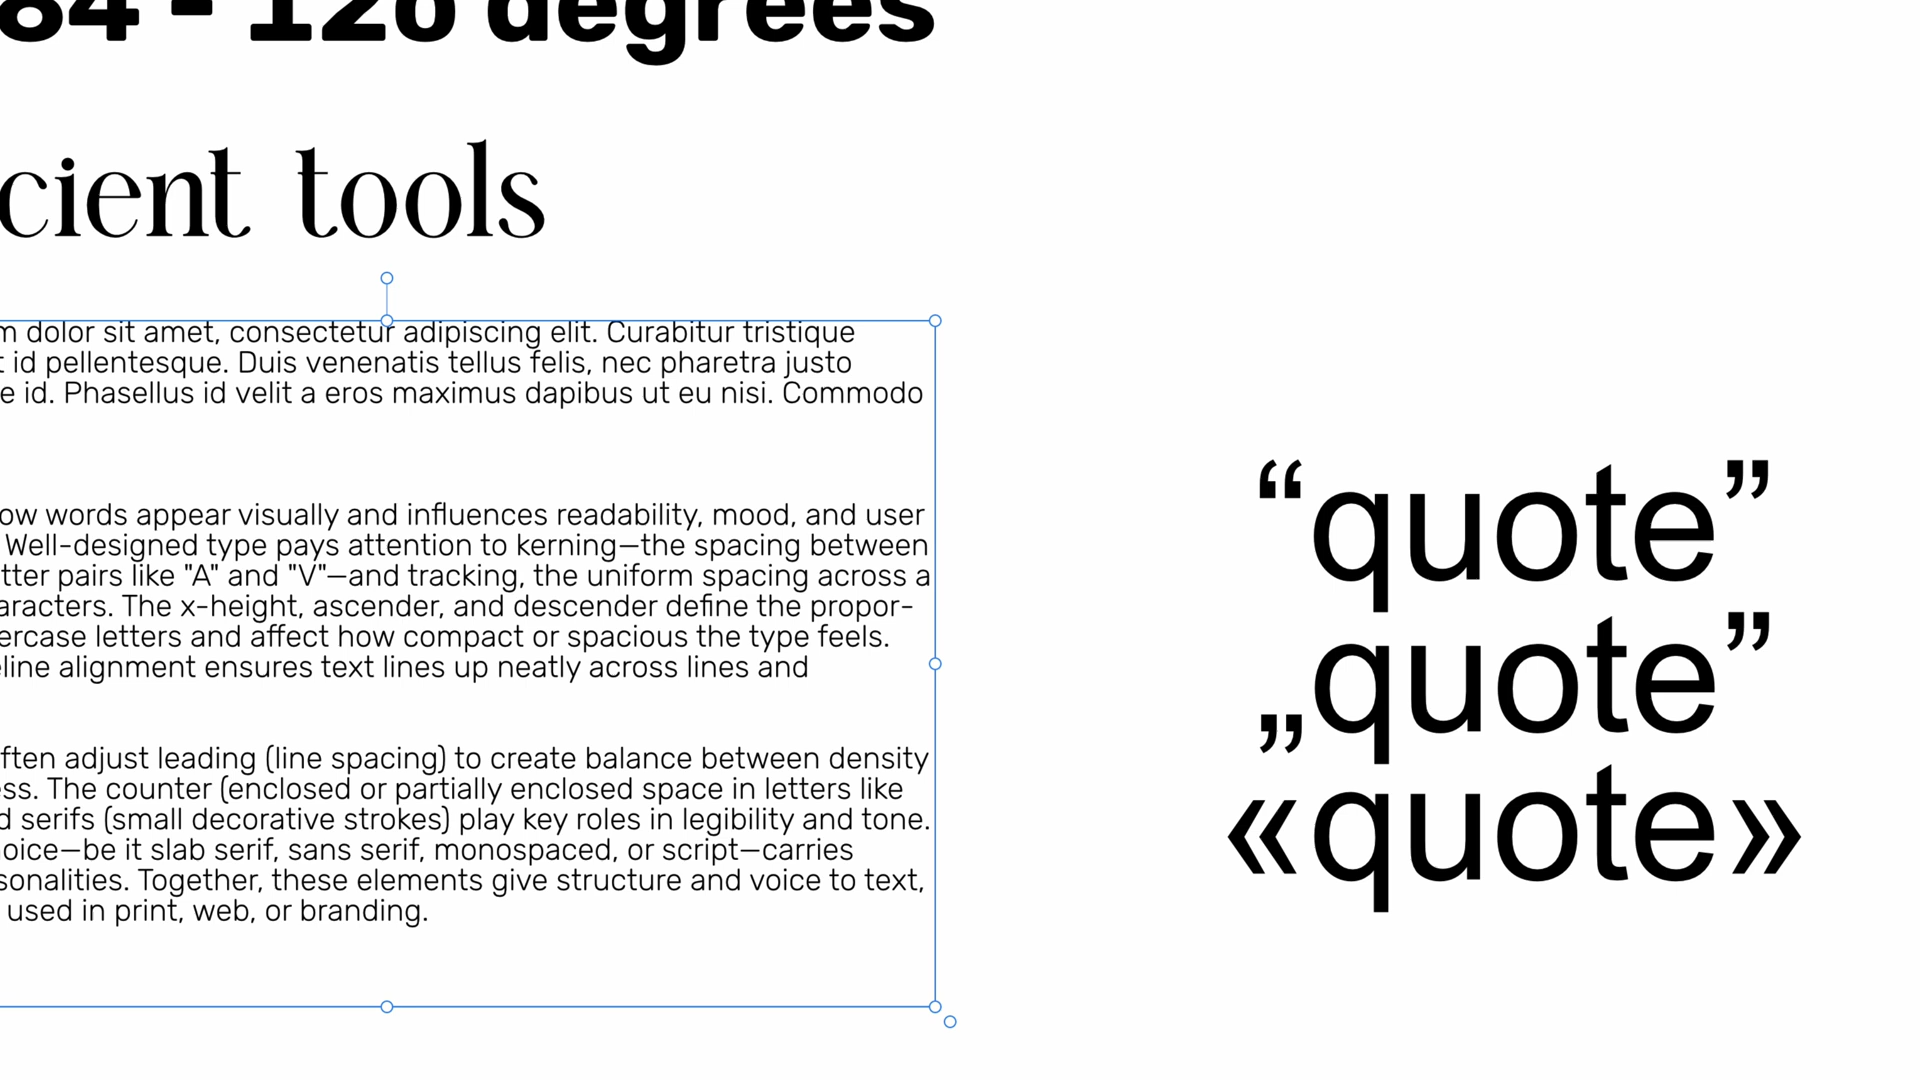 84 - 126 degrees
cient tools
m dolor sit amet, consectetur adipiscing elit. Curabitur tristique
t id pellentesque. Duis venenatis tellus felis, nec pharetra justo
e id. Phasellus id velit a eros maximus dapibus ut eu nisi. Commodo
ow words appear visually and influences readability, mood, and user
Well-designed type pays attention to kerning—the spacing between
tter pairs like "A" and "V"—and tracking, the uniform spacing across a
aracters. The x-height, ascender, and descender define the propor-
ercase letters and affect how compact or spacious the type feels.
eline alignment ensures text lines up neatly across lines and
ften adjust leading (line spacing) to create balance between density
ess. The counter (enclosed or partially enclosed space in letters like
d serifs (small decorative strokes) play key roles in legibility and tone.
hoice—be it slab serif, sans serif, monospaced, or script—carries
sonalities. Together, these elements give structure and voice to text,
used in print, web, or branding.
“quote”
„quote”
«quote»